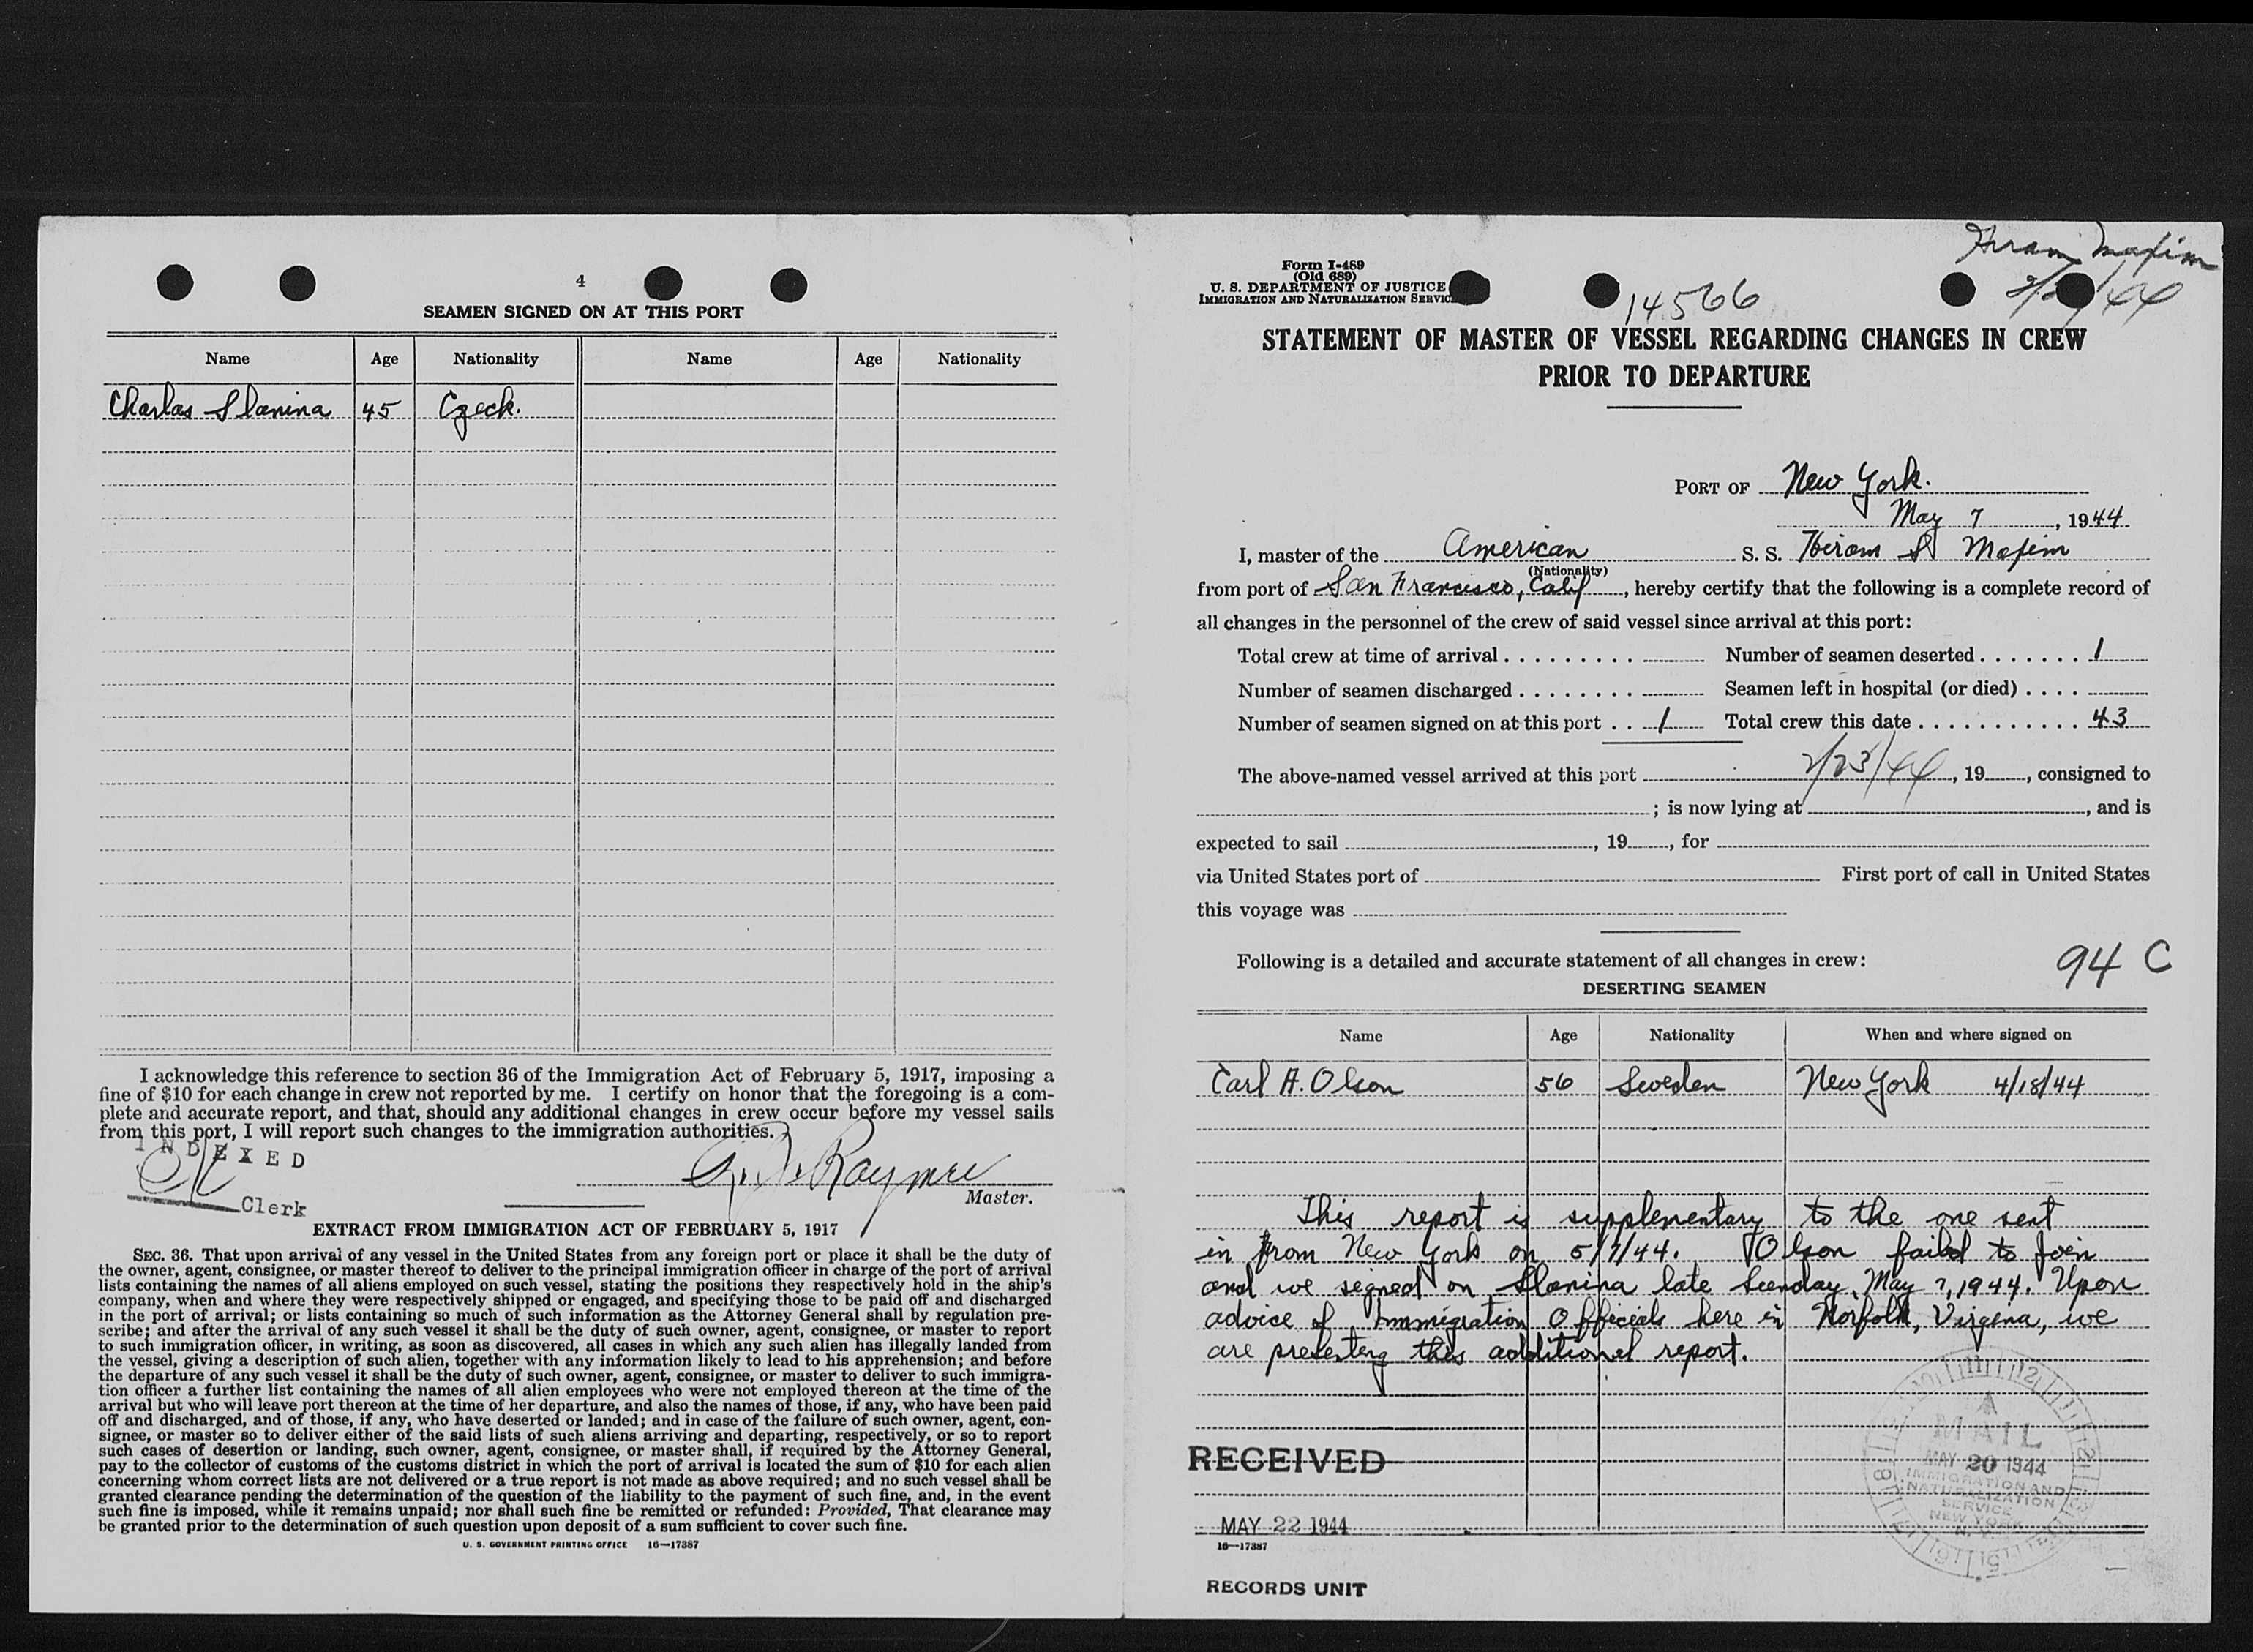 4
SEAMEN SIGNED ON AT THIS PORT
Name Age Nationality Name Age Nationality
Charlas Slanina 45 Czeck.
I acknowledge this reference to section 36 of the Immigration Act of February 5, 1917, imposing a
fine of $10 for each change in crew not reported by me. I certify on honor that the foregoing is a com-
plete and accurate report, and that, should any additional changes in crew occur before my vessel sails
from this port, I will report such changes to the immigration authorities.
INDEXED
Clerk
Raymre
Master.
EXTRACT FROM IMMIGRATION ACT OF FEBRUARY 5, 1917
SEC. 36. That upon arrival of any vessel in the United States from any foreign port or place it shall be the duty of
the owner, agent, consignee, or master thereof to deliver to the principal immigration officer in charge of the port of arrival
lists containing the names of all aliens employed on such vessel, stating the positions they respectively hold in the ship's
company, when and where they were respectively shipped or engaged, and specifying those to be paid off and discharged
in the port of arrival; or lists containing so much of such information as the Attorney General shall by regulation pre-
scribe; and after the arrival of any such vessel it shall be the duty of such owner, agent, consignee, or master to report
to such immigration officer, in writing, as soon as discovered, all cases in which any such alien has illegally landed from
the vessel, giving a description of such alien, together with any information likely to lead to his apprehension; and before
the departure of any such vessel it shall be the duty of such owner, agent, consignee, or master to deliver to such immigra-
tion officer a further list containing the names of all alien employees who were not employed thereon at the time of the
arrival but who will leave port thereon at the time of her departure, and also the names of those, if any, who have been paid
off and discharged, and of those, if any, who have deserted or landed; and in case of the failure of such owner, agent, con-
signee, or master so to deliver either of the said lists of such aliens arriving and departing, respectively, or so to report
such cases of desertion or landing, such owner, agent, consignee, or master shall, if required by the Attorney General,
pay to the collector of customs of the customs district in which the port of arrival is located the sum of $10 for each alien
concerning whom correct lists are not delivered or a true report is not made as above required; and no such vessel shall be
granted clearance pending the determination of the question of the liability to the payment of such fine, and, in the event
such fine is imposed, while it remains unpaid; nor shall such fine be remitted or refunded: Provided, That clearance may
be granted prior to the determination of such question upon deposit of a sum sufficient to cover such fine.
U. S. GOVERNMENT PRINTING OFFICE 16—17387
Hiram Maxim
Form I-489
(Old 689)
U. S. DEPARTMENT OF JUSTICE
IMMIGRATION AND NATURALIZATION SERVICE
14566
STATEMENT OF MASTER OF VESSEL REGARDING CHANGES IN CREW
PRIOR TO DEPARTURE
PORT OF New York.
May 7, 1944
I, master of the American S. S. Hiram S Maxim
(Nationality)
from port of San Francisco, Calif, hereby certify that the following is a complete record of
all changes in the personnel of the crew of said vessel since arrival at this port:
Total crew at time of arrival Number of seamen deserted 1
Number of seamen discharged Seamen left in hospital (or died)
Number of seamen signed on at this port 1 Total crew this date 43
The above-named vessel arrived at this port 2/23/44, 19, consigned to
; is now lying at, and is
expected to sail, 19, for
via United States port of First port of call in United States
this voyage was
Following is a detailed and accurate statement of all changes in crew:
94 C
DESERTING SEAMEN
Name Age Nationality When and where signed on
Carl A. Olson 56 Sweden New York 4/18/44
This report is supplementary to the one sent
in from New York on 5/7/44. Olson failed to join
and we signed on Slanina late Sunday, May 7, 1944. Upon
advice of Immigration Officials here in Norfolk, Virgina, we
are presenting this additional report.
MAIL
MAY 20 1944
IMMIGRATION AND
NATURALIZATION
SERVICE
NEW YORK
RECEIVED
MAY 22 1944
16—17387
RECORDS UNIT